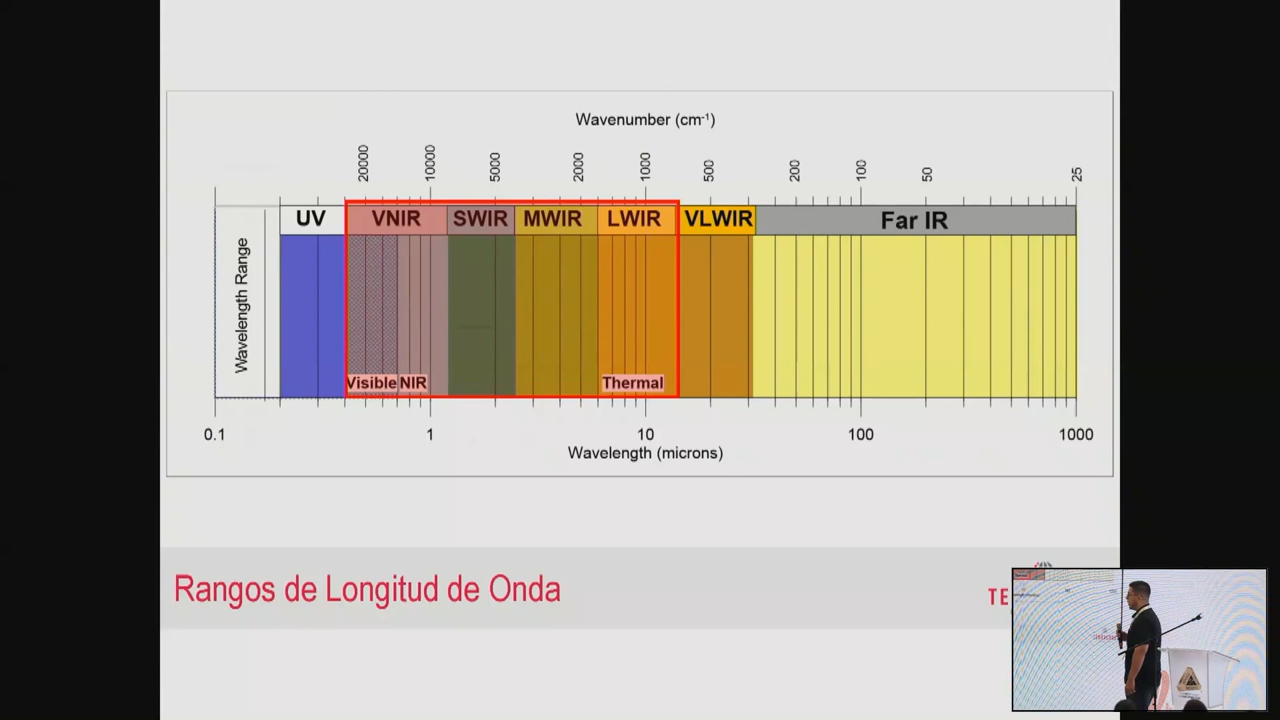 Wavenumber (cm-1)
20000 10000 5000 2000 1000 500 200 100 50 25
UV VNIR SWIR MWIR LWIR VLWIR Far IR
Wavelength Range
Visible NIR Thermal
0.1 1 10 100 1000
Wavelength (microns)
Rangos de Longitud de Onda
TE